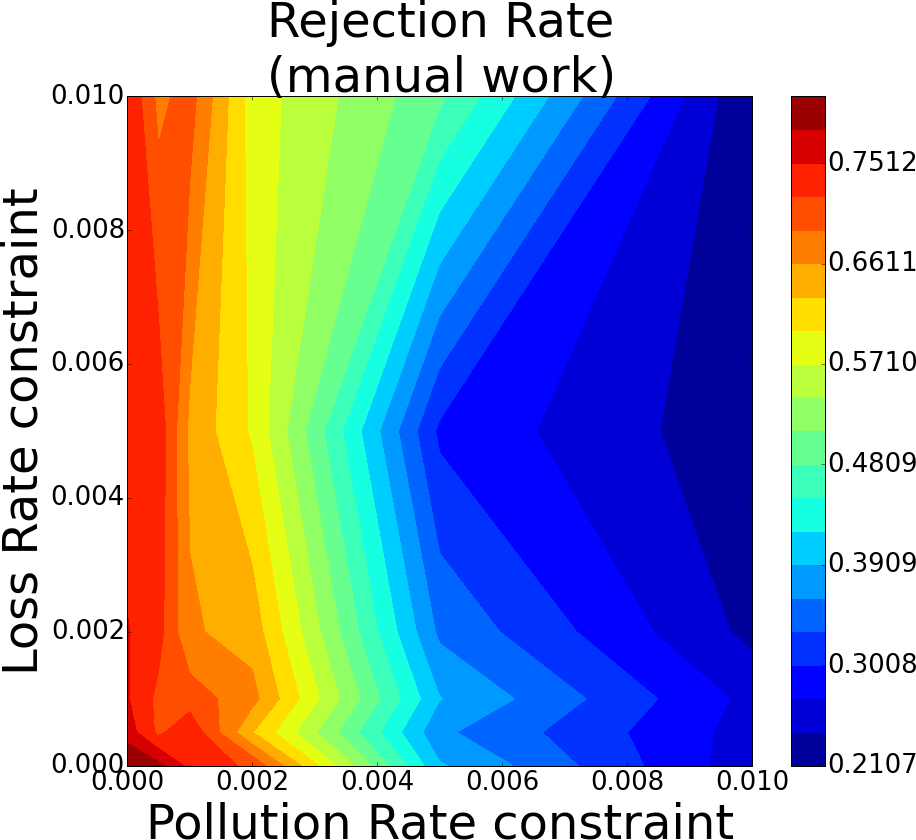 Rejection Rate
(manual work)
0.010
0.008
0.006
0.004
0.002
0.000
Loss Rate constraint
0.000 0.002 0.004 0.006 0.008 0.010
Pollution Rate constraint
0.7512
0.6611
0.5710
0.4809
0.3909
0.3008
0.2107